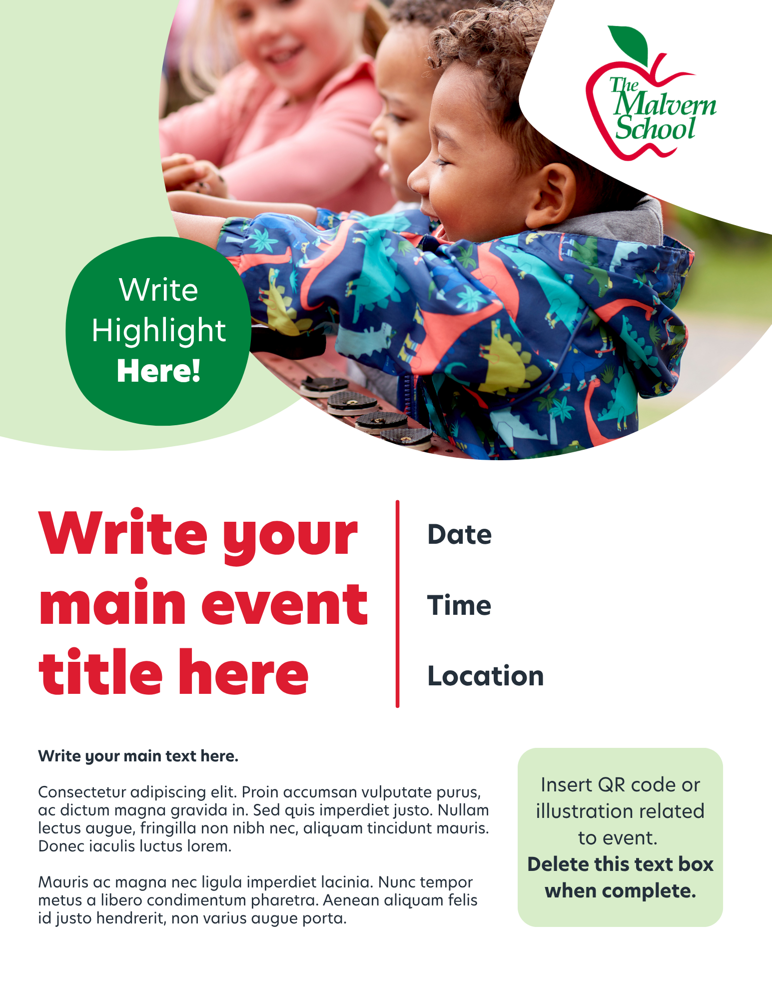 The
Malvern
School
Write
Highlight
Here!
Write your
main event
title here
Date
Time
Location
Write your main text here.
Consectetur adipiscing elit. Proin accumsan vulputate purus,
ac dictum magna gravida in. Sed quis imperdiet justo. Nullam
lectus augue, fringilla non nibh nec, aliquam tincidunt mauris.
Donec iaculis luctus lorem.
Mauris ac magna nec ligula imperdiet lacinia. Nunc tempor
metus a libero condimentum pharetra. Aenean aliquam felis
id justo hendrerit, non varius augue porta.
Insert QR code or
illustration related
to event.
Delete this text box
when complete.